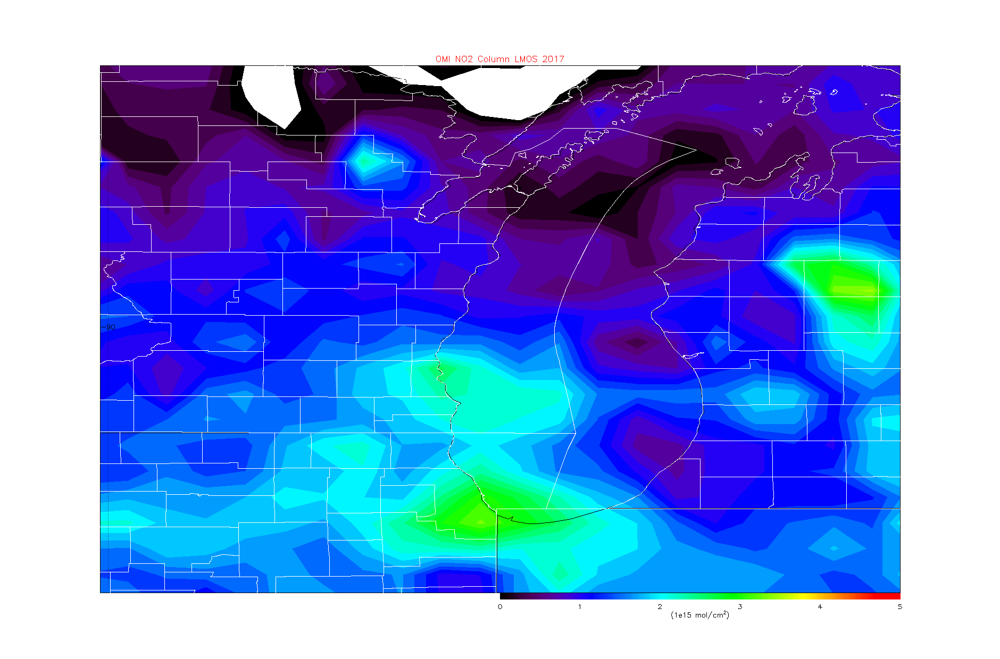 OMI NO2 Column LMOS 2017
-90
0 1 2 3 4 5
(1e15 mol/cm²)